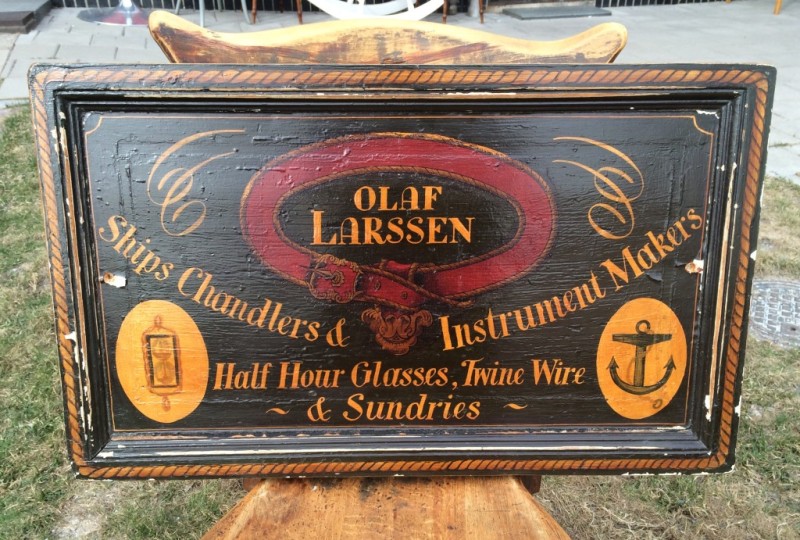 OLAF
LARSSEN
Ships Chandlers & Instrument Makers
Half Hour Glasses, Twine Wire
~ & Sundries ~